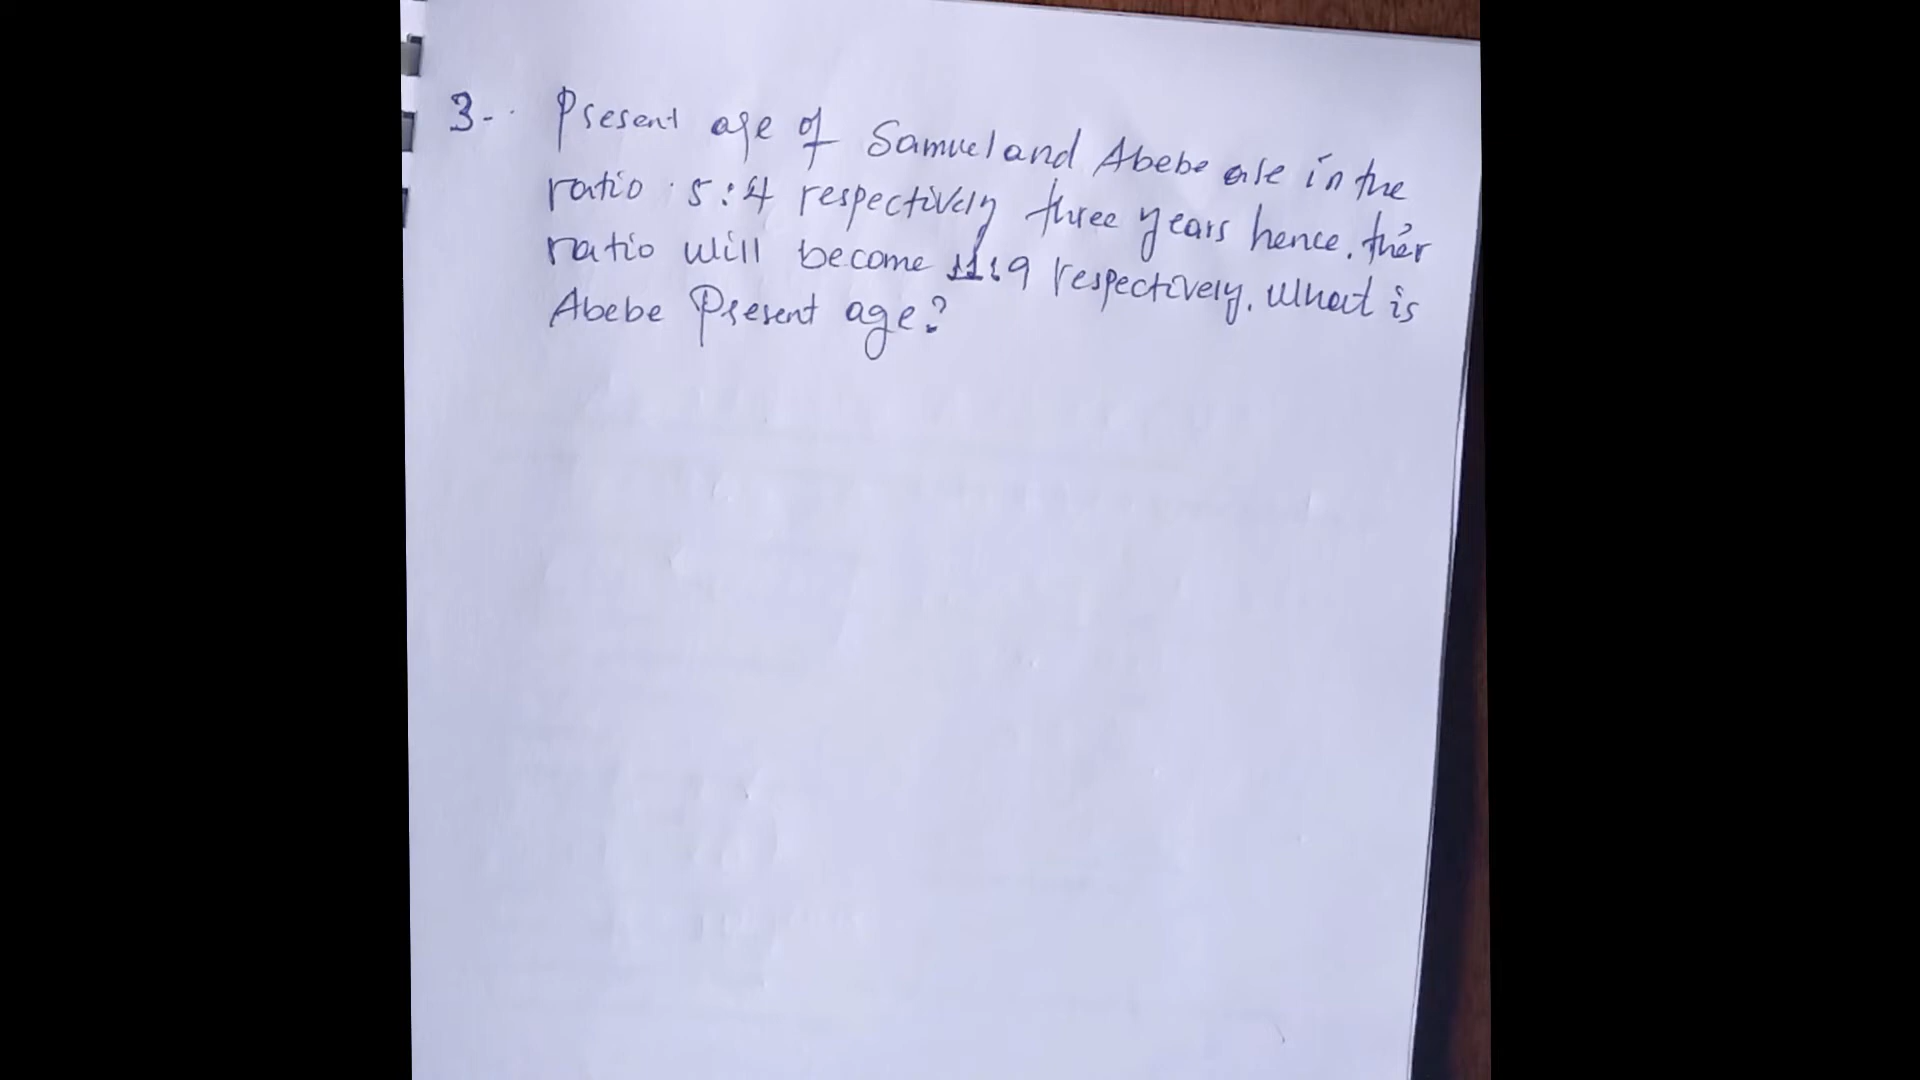 3-. Present age of Samuel and Abebe are in the
ratio 5:4 respectively three years hence. their
ratio will become 11:9 respectively. What is
Abebe Present age?